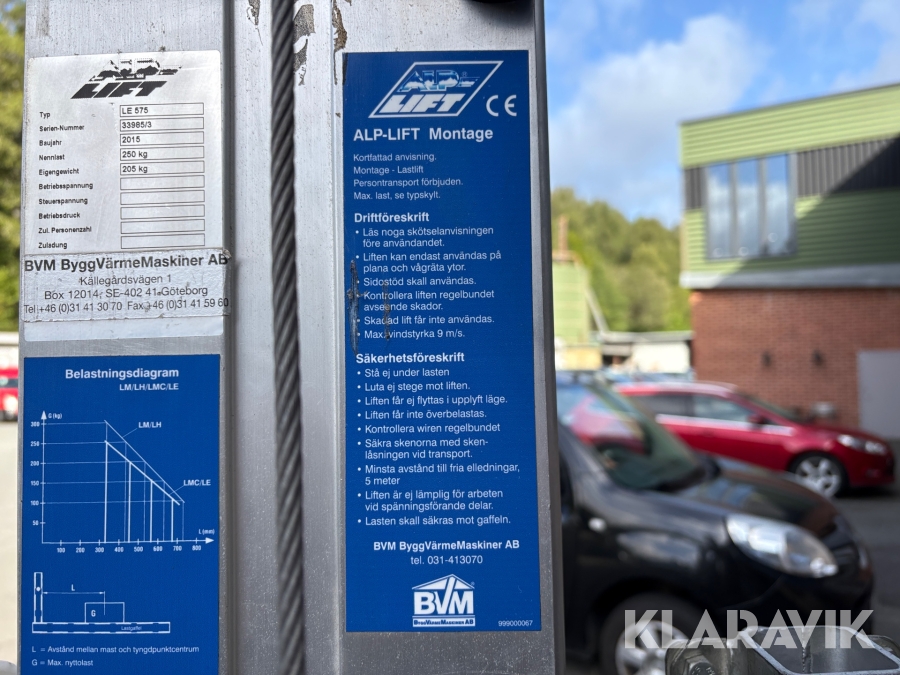 ALP
LIFT
Typ LE 575
Serien-Nummer 33985/3
Baujahr 2015
Nennlast 250 kg
Eigengewicht 205 kg
Betriebsspannung
Steuerspannung
Betriebsdruck
Zul. Personenzahl
Zuladung
BVM ByggVärmeMaskiner AB
Källegårdsvägen 1
Box 12014, SE-402 41 Göteborg
Tel +46 (0)31 41 30 70 Fax +46 (0)31 41 59 60
Belastningsdiagram
LM/LH/LMC/LE
G (kg)
300
250
200
150
100
50
LM/LH
LMC/LE
L (mm)
100 200 300 400 500 600 700 800
L
G
Lastgaffel
L = Avstånd mellan mast och tyngdpunktcentrum
G = Max. nyttolast
ALP
LIFT CE
ALP-LIFT Montage
Kortfattad anvisning.
Montage - Lastlift
Persontransport förbjuden.
Max. last, se typskylt.
Driftföreskrift
• Läs noga skötselanvisningen
före användandet.
• Liften kan endast användas på
plana och vågräta ytor.
• Sidostöd skall användas.
• Kontrollera liften regelbundet
avseende skador.
• Skadad lift får inte användas.
• Max. vindstyrka 9 m/s.
Säkerhetsföreskrift
• Stå ej under lasten
• Luta ej stege mot liften.
• Liften får ej flyttas i upplyft läge.
• Liften får inte överbelastas.
• Kontrollera wiren regelbundet
• Säkra skenorna med sken-
låsningen vid transport.
• Minsta avstånd till fria elledningar,
5 meter
• Liften är ej lämplig för arbeten
vid spänningsförande delar.
• Lasten skall säkras mot gaffeln.
BVM ByggVärmeMaskiner AB
tel. 031-413070
BVM
ByggVärmeMaskiner AB
999000067
KLARAVIK